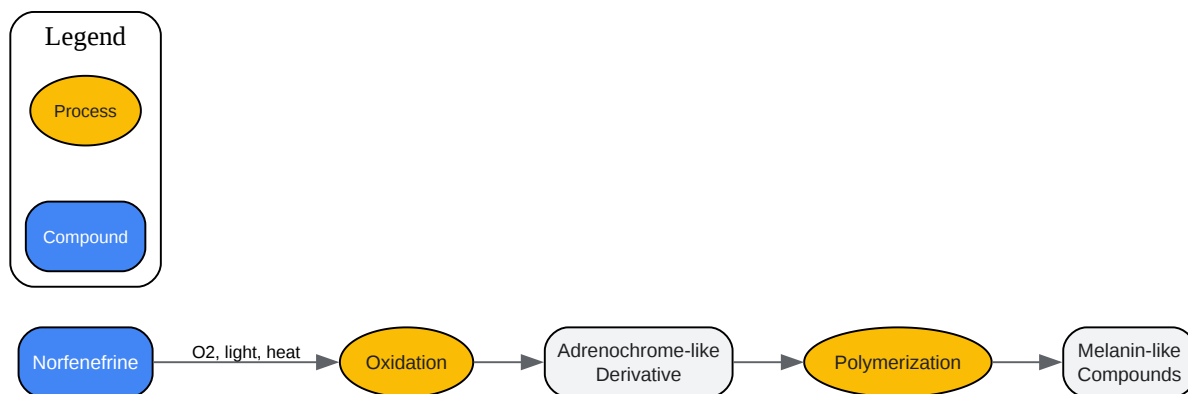 Legend
Process
Compound
Norfenefrine
O2, light, heat
Oxidation
Adrenochrome-like
Derivative
Polymerization
Melanin-like
Compounds